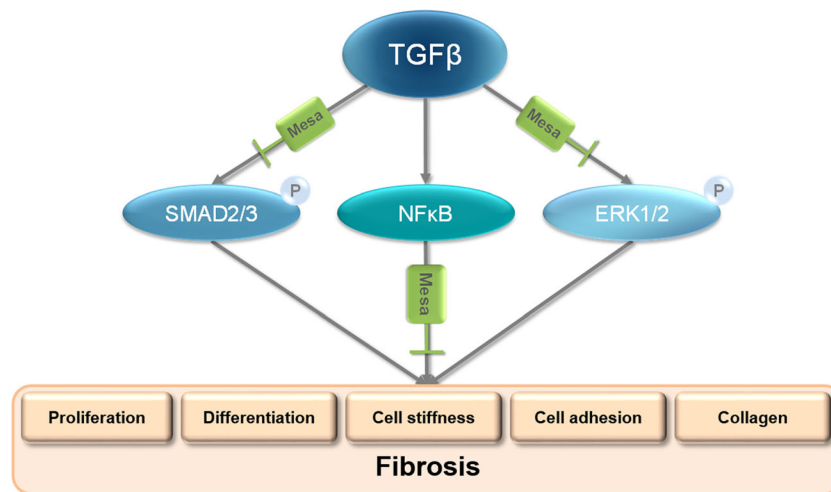 TGFβ
Mesa
Mesa
P
P
SMAD2/3
NFκB
ERK1/2
Mesa
Proliferation
Differentiation
Cell stiffness
Cell adhesion
Collagen
Fibrosis